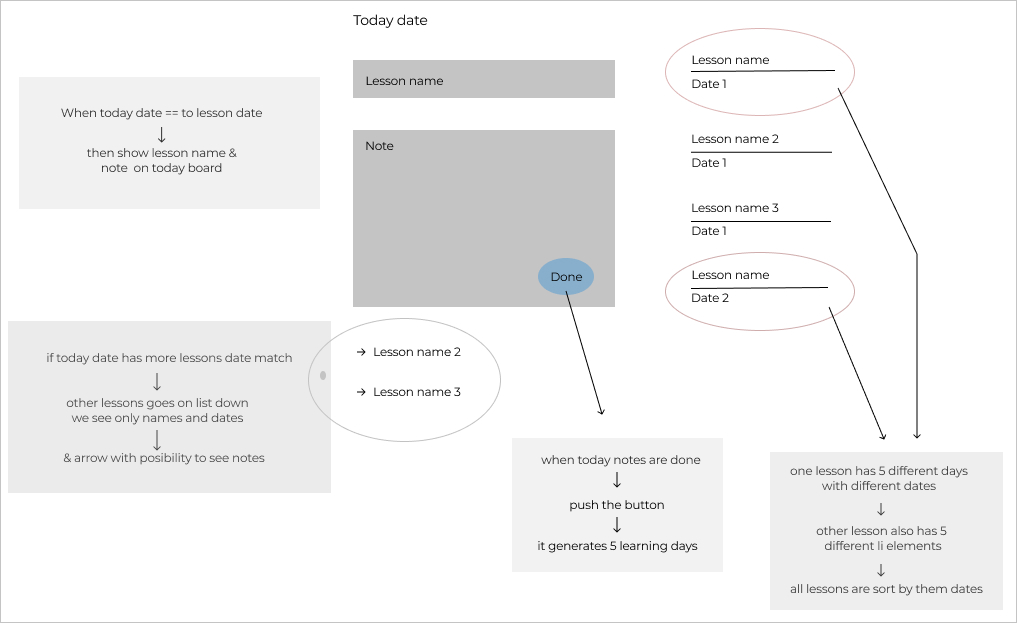 Today date
Lesson name
Note
Done
→ Lesson name 2
→ Lesson name 3
When today date == to lesson date
↓
then show lesson name &
note on today board
if today date has more lessons date match
↓
other lessons goes on list down
we see only names and dates
↓
& arrow with posibility to see notes
when today notes are done
↓
push the button
↓
it generates 5 learning days
Lesson name
Date 1
Lesson name 2
Date 1
Lesson name 3
Date 1
Lesson name
Date 2
one lesson has 5 different days
with different dates
↓
other lesson also has 5
different li elements
↓
all lessons are sort by them dates